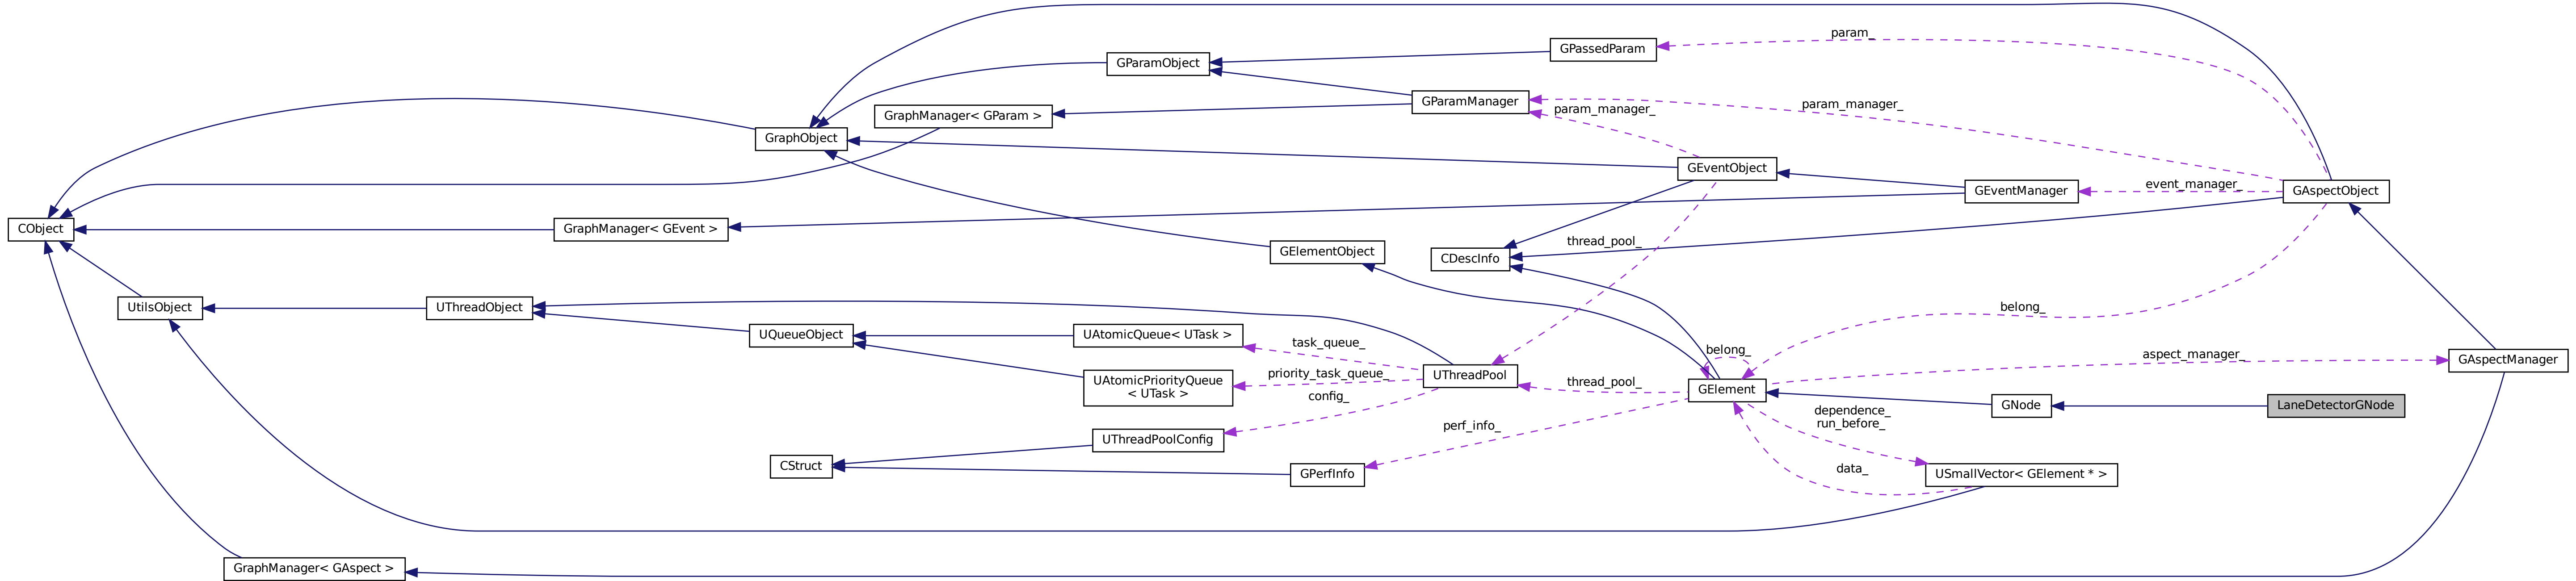 param_
GPassedParam
GParamObject
GParamManager
param_manager_
param_manager_
GraphManager< GParam >
GraphObject
GEventObject
event_manager_
GEventManager
GAspectObject
CObject
GraphManager< GEvent >
thread_pool_
GElementObject
CDescInfo
belong_
UtilsObject
UThreadObject
UQueueObject
UAtomicQueue< UTask >
task_queue_
belong_
aspect_manager_
GAspectManager
priority_task_queue_
UThreadPool
thread_pool_
GElement
UAtomicPriorityQueue
< UTask >
config_
GNode
LaneDetectorGNode
dependence_
run_before_
perf_info_
UThreadPoolConfig
CStruct
GPerfInfo
data_
USmallVector< GElement * >
GraphManager< GAspect >